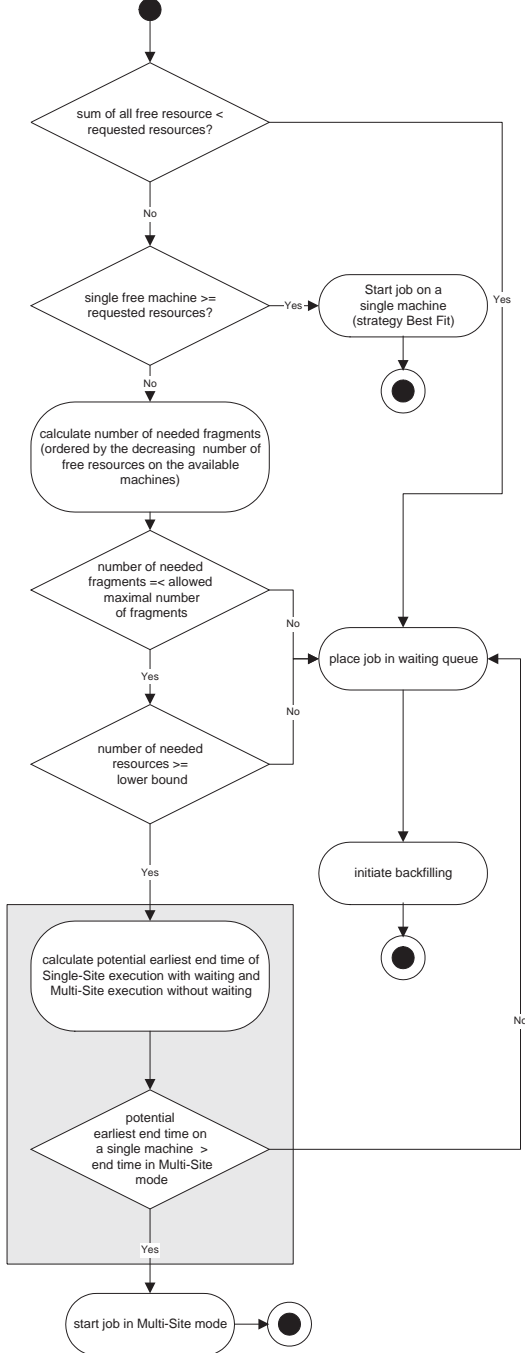 sum of all free resource <
requested resources?
No
single free machine >=
requested resources?
Yes
Start job on a
single machine
(strategy Best Fit)
Yes
No
calculate number of needed fragments
(ordered by the decreasing number of
free resources on the available
machines)
number of needed
fragments =< allowed
maximal number
of fragments
No
place job in waiting queue
Yes
No
number of needed
resources >=
lower bound
Yes
initiate backfilling
calculate potential earliest end time of
Single-Site execution with waiting and
Multi-Site execution without waiting
No
potential
earliest end time on
a single machine >
end time in Multi-Site
mode
Yes
start job in Multi-Site mode